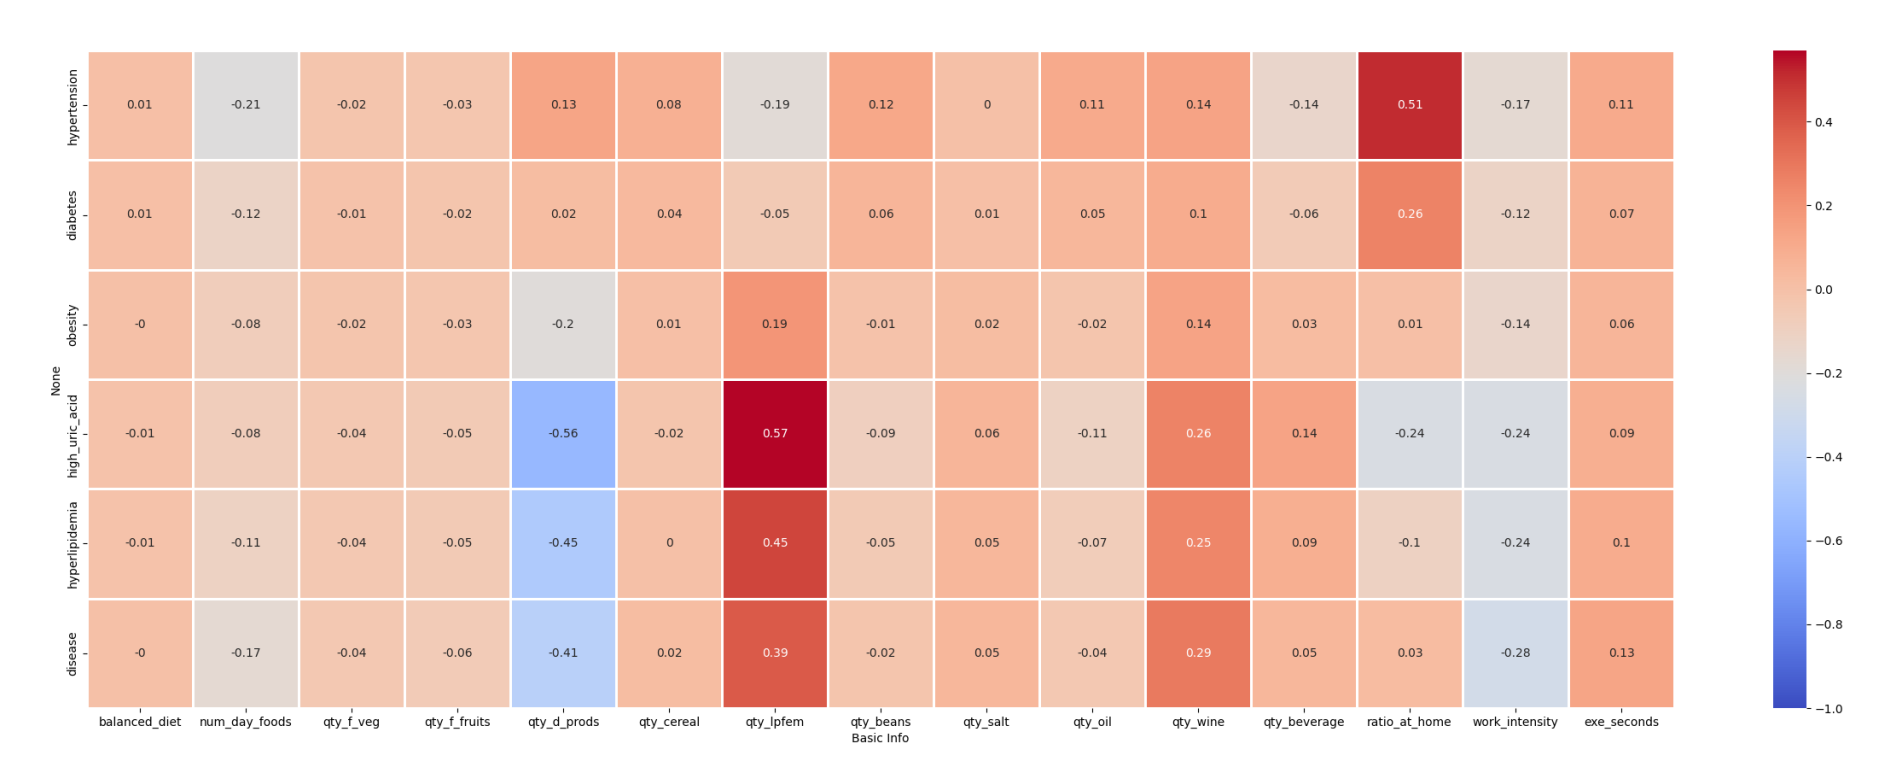 hypertension 0.01 -0.21 -0.02 -0.03 0.13 0.08 -0.19 0.12 0 0.11 0.14 -0.14 0.51 -0.17 0.11
diabetes 0.01 -0.12 -0.01 -0.02 0.02 0.04 -0.05 0.06 0.01 0.05 0.1 -0.06 0.26 -0.12 0.07
obesity -0 -0.08 -0.02 -0.03 -0.2 0.01 0.19 -0.01 0.02 -0.02 0.14 0.03 0.01 -0.14 0.06
None
high_uric_acid -0.01 -0.08 -0.04 -0.05 -0.56 -0.02 0.57 -0.09 0.06 -0.11 0.26 0.14 -0.24 -0.24 0.09
hyperlipidemia -0.01 -0.11 -0.04 -0.05 -0.45 0 0.45 -0.05 0.05 -0.07 0.25 0.09 -0.1 -0.24 0.1
disease -0 -0.17 -0.04 -0.06 -0.41 0.02 0.39 -0.02 0.05 -0.04 0.29 0.05 0.03 -0.28 0.13
balanced_diet num_day_foods qty_f_veg qty_f_fruits qty_d_prods qty_cereal qty_lpfem qty_beans qty_salt qty_oil qty_wine qty_beverage ratio_at_home work_intensity exe_seconds
Basic Info
0.4
0.2
0.0
−0.2
−0.4
−0.6
−0.8
−1.0